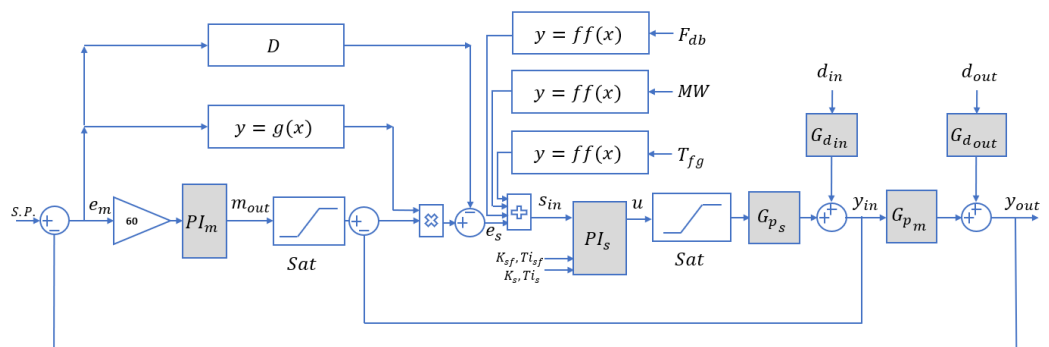 D
y = ff(x)
F_db
y = ff(x)
MW
d_in
d_out
y = g(x)
y = ff(x)
T_fg
G_d_in
G_d_out
S.P.
e_m
60
PI_m
m_out
Sat
e_s
s_in
PI_s
u
Sat
G_p_s
y_in
G_p_m
y_out
K_sf, Ti_sf
K_s, Ti_s